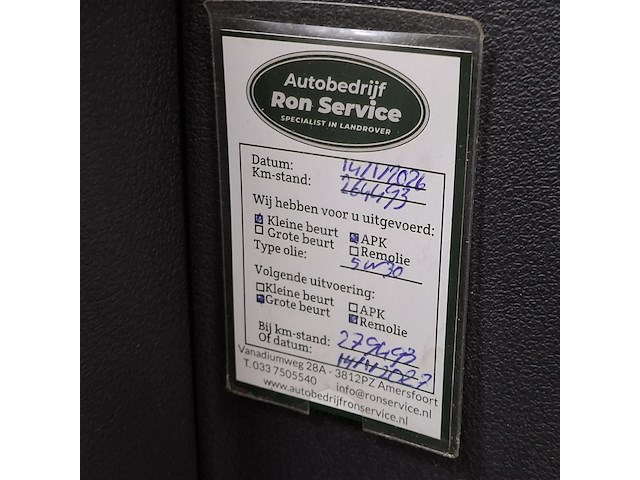 Autobedrijf
Ron Service
SPECIALIST IN LANDROVER
Datum: 14/1/2026
Km-stand: 264493
Wij hebben voor u uitgevoerd:
Kleine beurt APK
Grote beurt Remolie
Type olie: 5w30
Volgende uitvoering:
Kleine beurt APK
Grote beurt Remolie
Bij km-stand: 279493
Of datum: 14/1/2027
Vanadiumweg 28A - 3812PZ Amersfoort
T. 033 7505540 info@ronservice.nl
www.autobedrijfronservice.nl